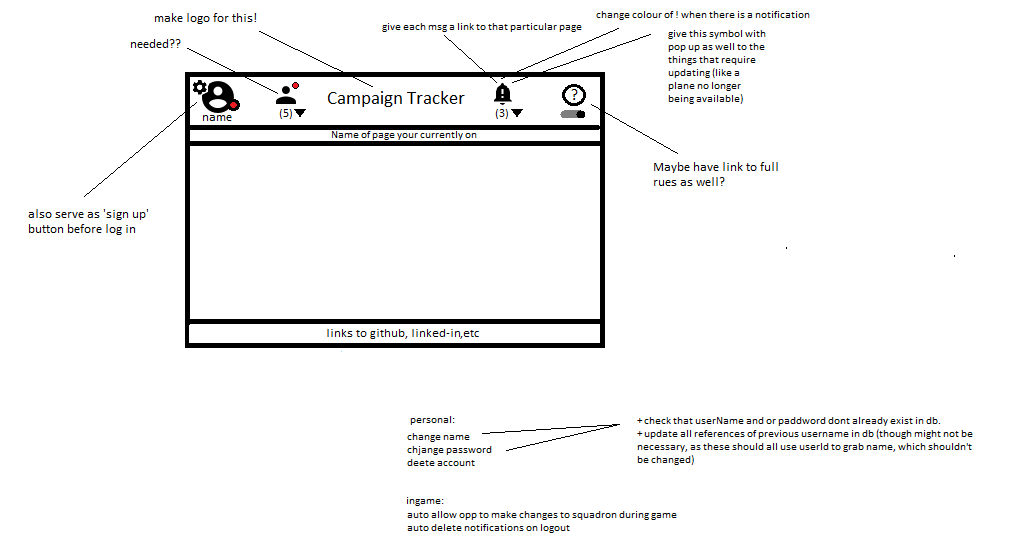 make logo for this!
give each msg a link to that particular page
change colour of ! when there is a notification
needed??
give this symbol with
pop up as well to the
things that require
updating (like a
plane no longer
being available)
name
(5)
Campaign Tracker
(3)
?
Name of page your currently on
Maybe have link to full
rues as well?
also serve as 'sign up'
button before log in
links to github, linked-in,etc
personal:
change name
chjange password
deete account
+ check that userName and or paddword dont already exist in db.
+ update all references of previous username in db (though might not be
necessary, as these should all use userId to grab name, which shouldn't
be changed)
ingame:
auto allow opp to make changes to squadron during game
auto delete notifications on logout